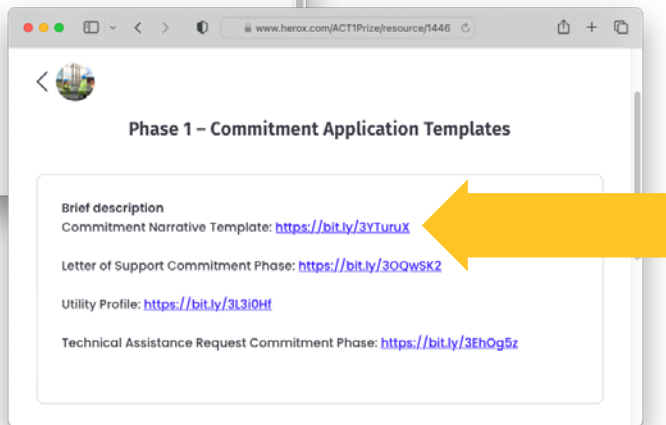 www.herox.com/ACT1Prize/resource/1446
Phase 1 – Commitment Application Templates
Brief description
Commitment Narrative Template: https://bit.ly/3YTuruX
Letter of Support Commitment Phase: https://bit.ly/3OQwSK2
Utility Profile: https://bit.ly/3L3i0Hf
Technical Assistance Request Commitment Phase: https://bit.ly/3EhOg5z